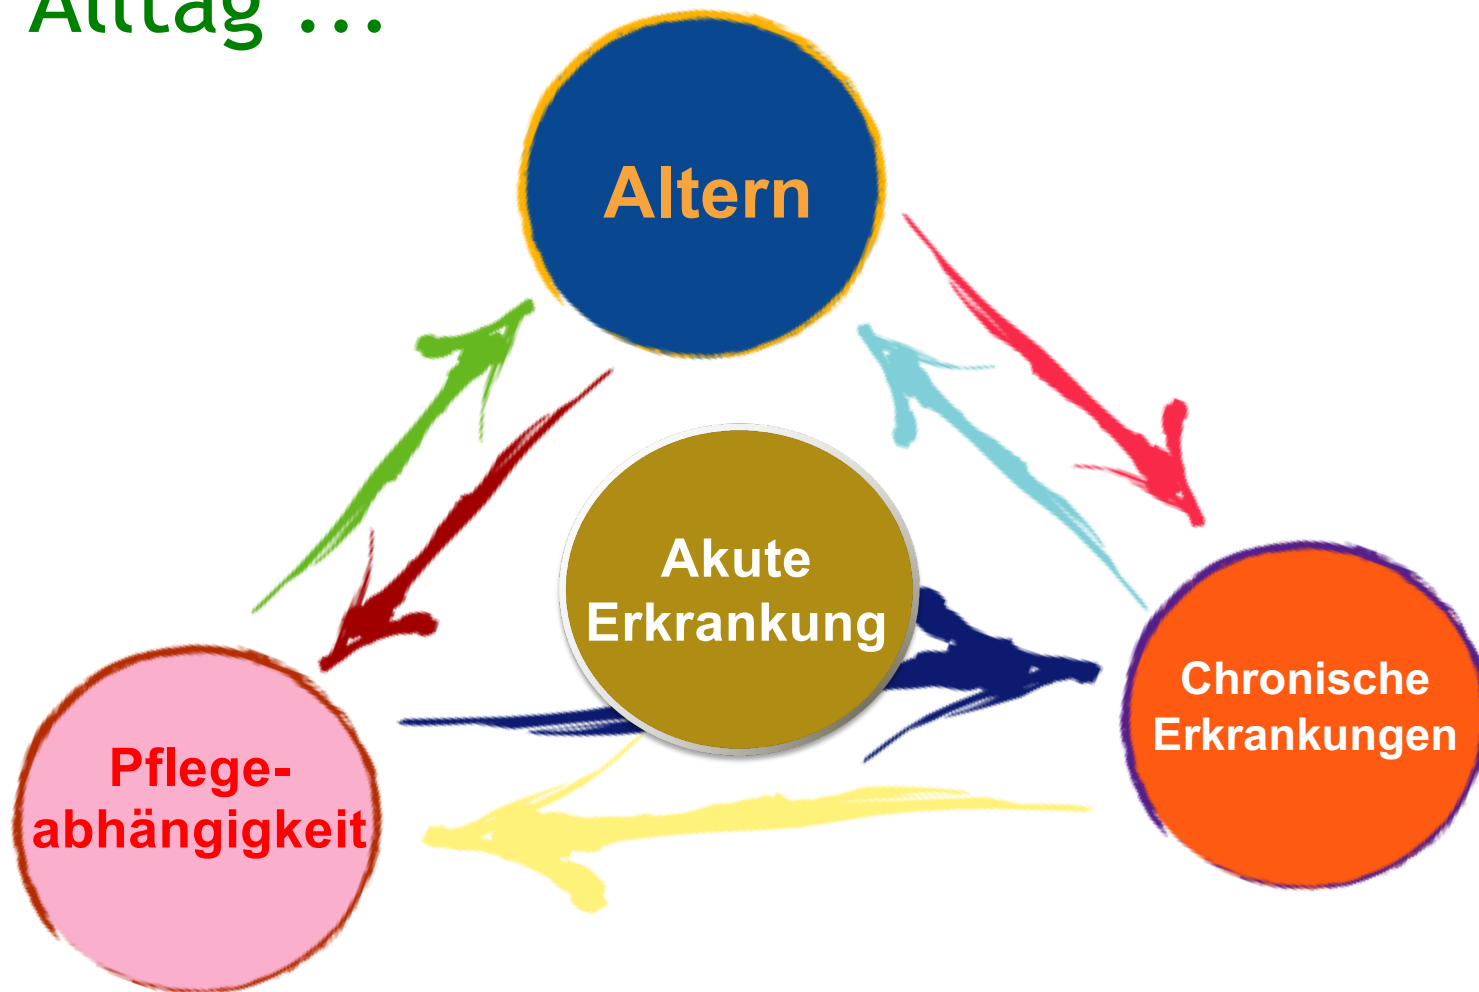 Alltag ...
Altern
Akute
Erkrankung
Chronische
Erkrankungen
Pflege-
abhängigkeit